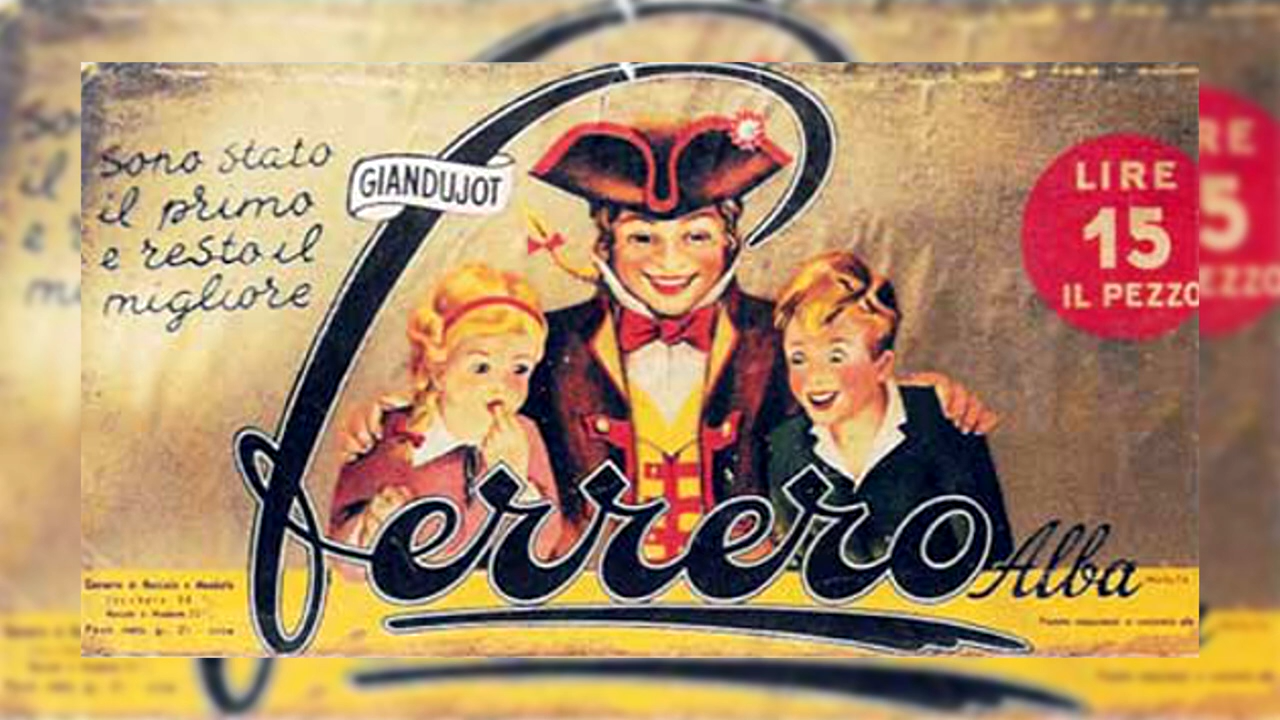 sono stato
il primo
e resto il
migliore
GIANDUJOT
LIRE
15
IL PEZZO
ferrero
Alba